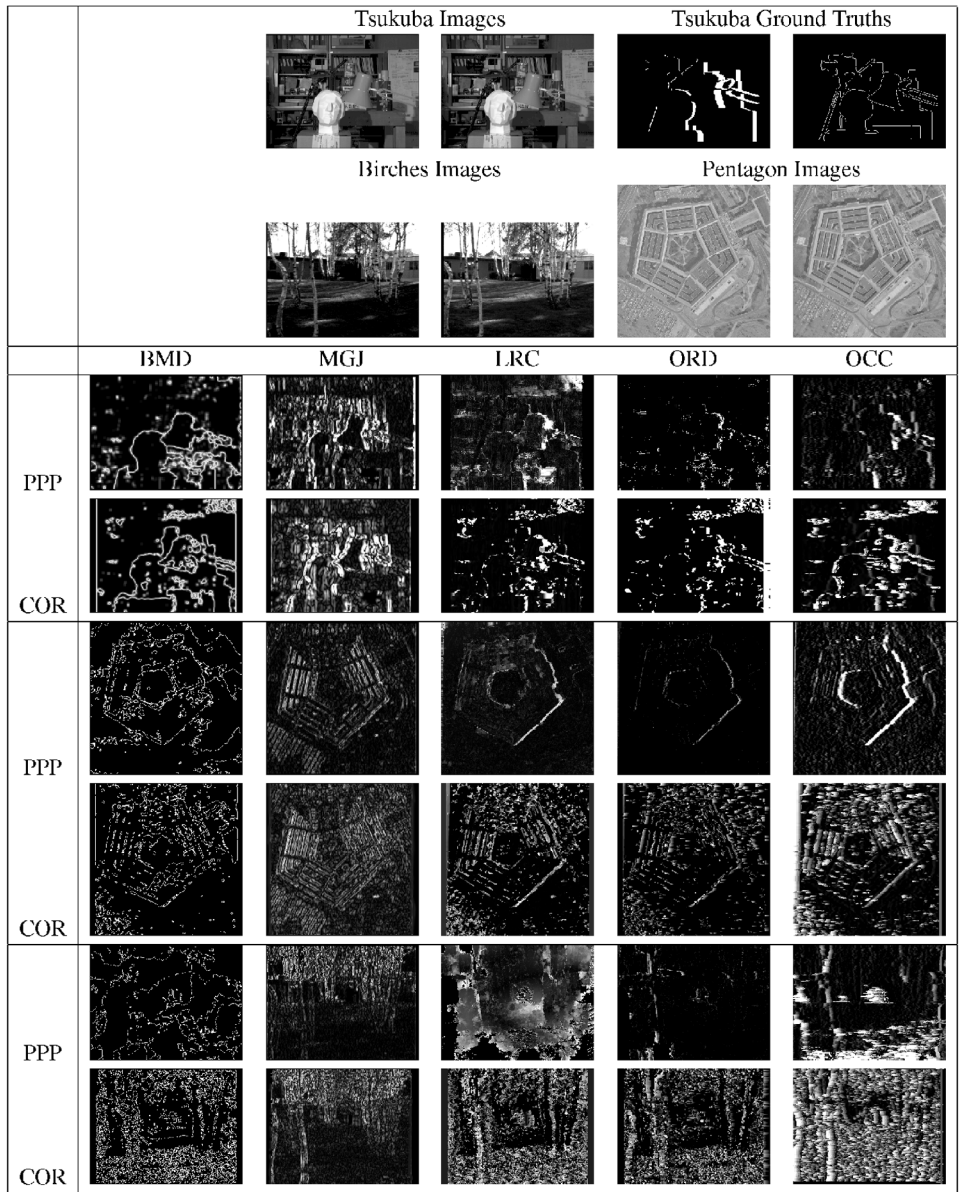 Tsukuba Images Tsukuba Ground Truths
Birches Images Pentagon Images
BMD MGJ LRC ORD OCC
PPP
COR
PPP
COR
PPP
COR